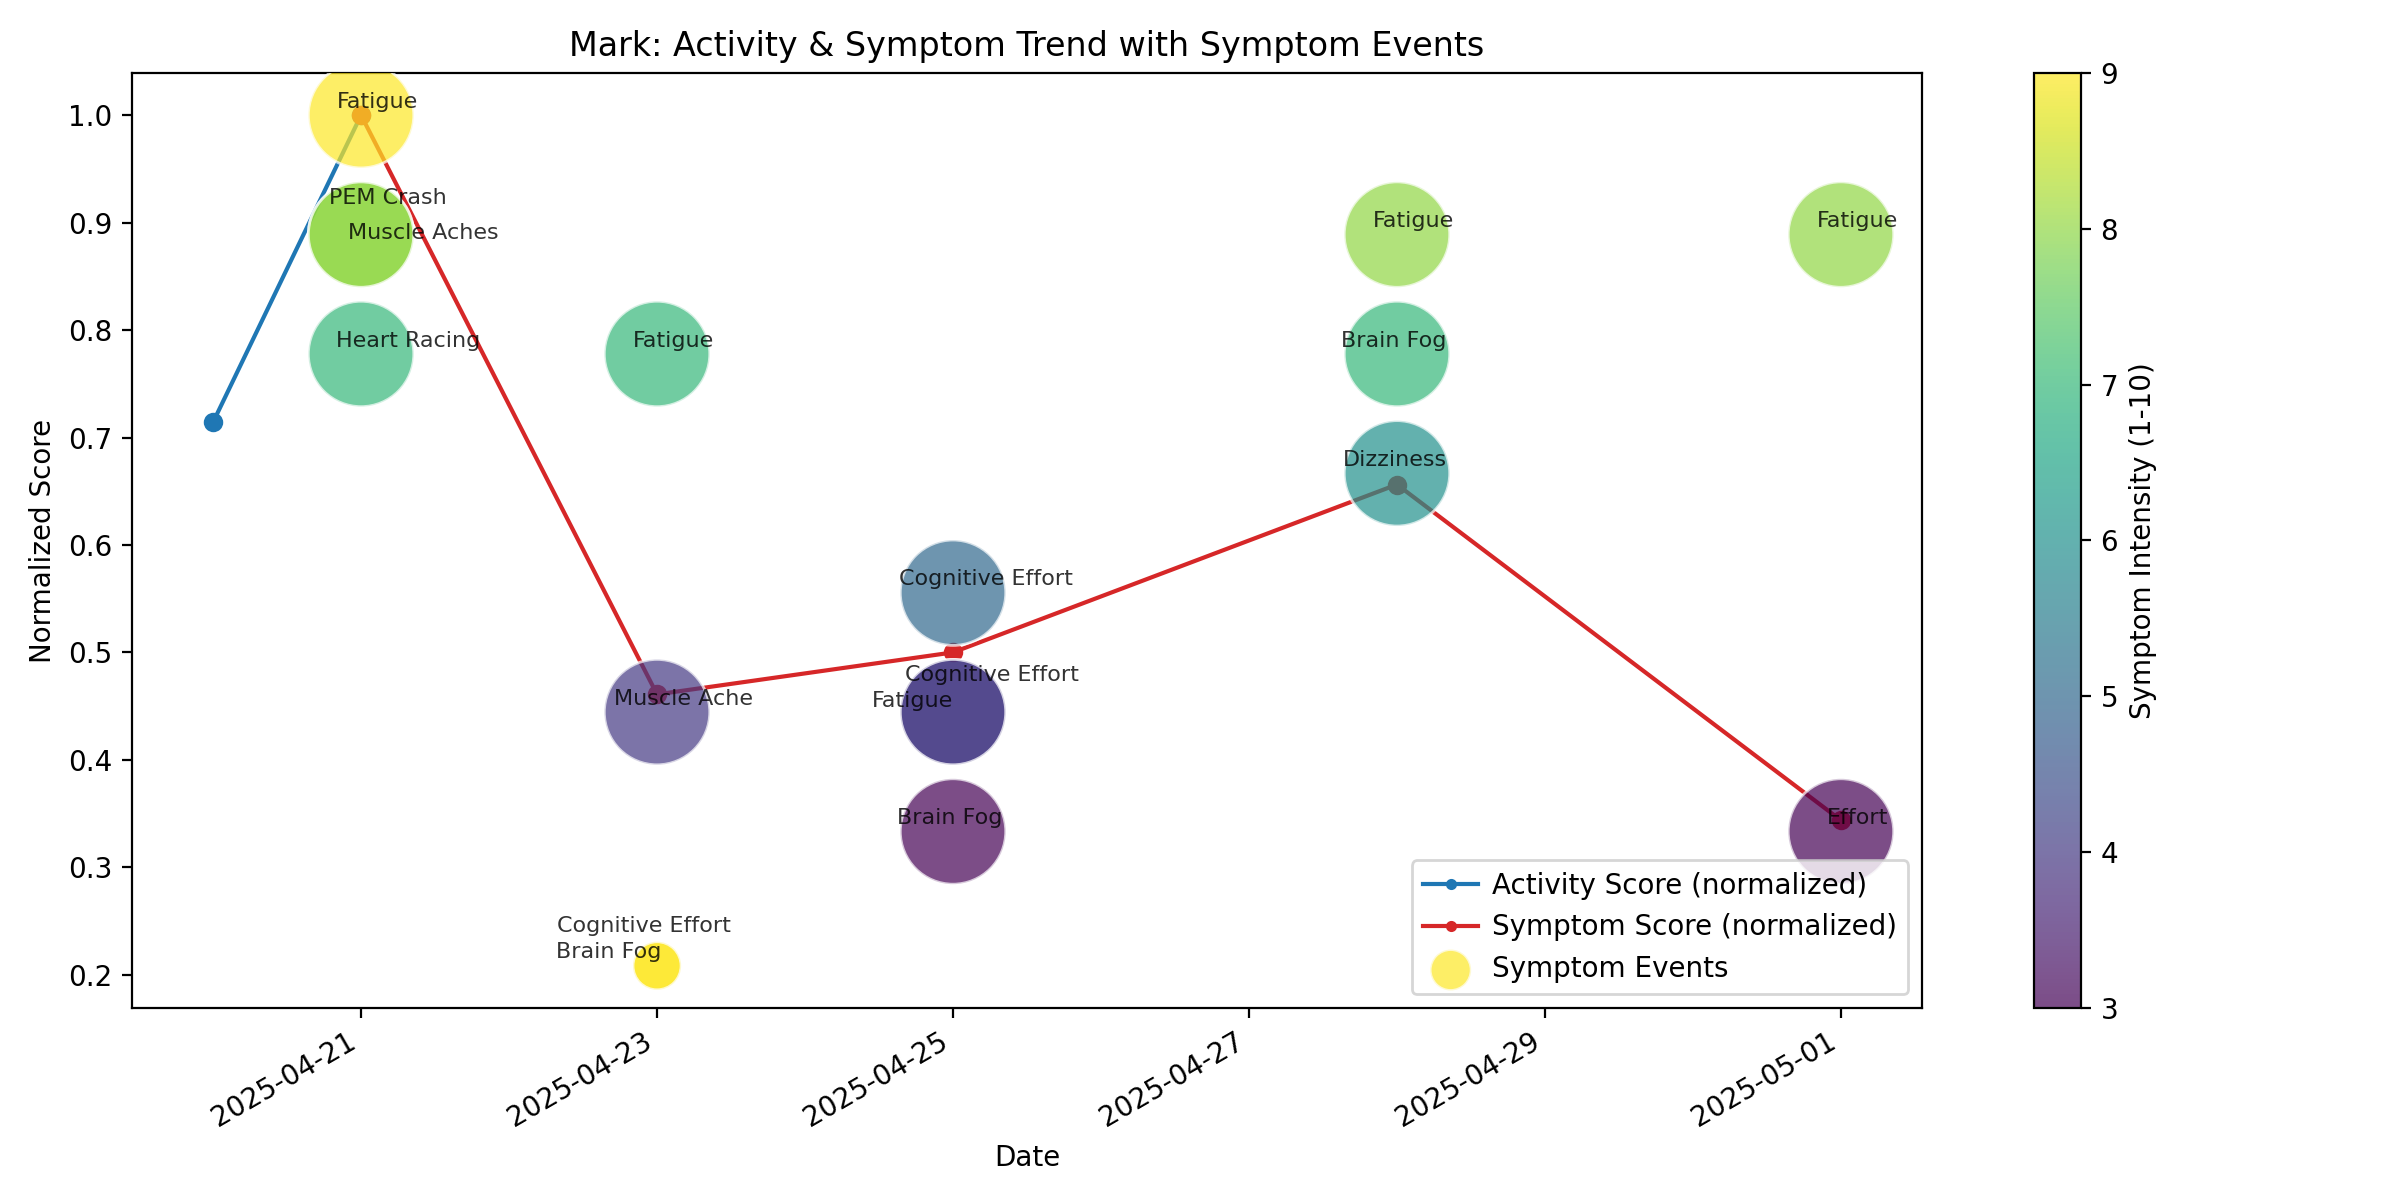 Mark: Activity & Symptom Trend with Symptom Events
Normalized Score
1.0
0.9
0.8
0.7
0.6
0.5
0.4
0.3
0.2
Fatigue
PEM Crash
Muscle Aches
Heart Racing
Fatigue
Muscle Ache
Cognitive Effort
Brain Fog
Cognitive Effort
Cognitive Effort
Fatigue
Brain Fog
Fatigue
Brain Fog
Dizziness
Fatigue
Effort
Activity Score (normalized)
Symptom Score (normalized)
Symptom Events
2025-04-21
2025-04-23
2025-04-25
2025-04-27
2025-04-29
2025-05-01
Date
9
8
7
6
5
4
3
Symptom Intensity (1-10)